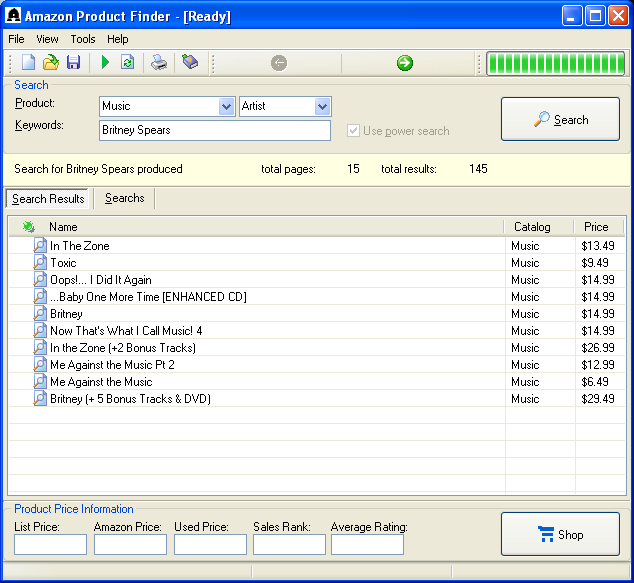 Amazon Product Finder - [Ready]
File View Tools Help
Search
Product: Music Artist
Keywords: Britney Spears Use power search
Search
Search for Britney Spears produced total pages: 15 total results: 145
Search Results Searchs
Name Catalog Price
In The Zone Music $13.49
Toxic Music $9.49
Oops!... I Did It Again Music $14.99
...Baby One More Time [ENHANCED CD] Music $14.99
Britney Music $14.99
Now That's What I Call Music! 4 Music $14.99
In the Zone (+2 Bonus Tracks) Music $26.99
Me Against the Music Pt 2 Music $12.99
Me Against the Music Music $6.49
Britney (+ 5 Bonus Tracks & DVD) Music $29.49
Product Price Information
List Price: Amazon Price: Used Price: Sales Rank: Average Rating:
Shop